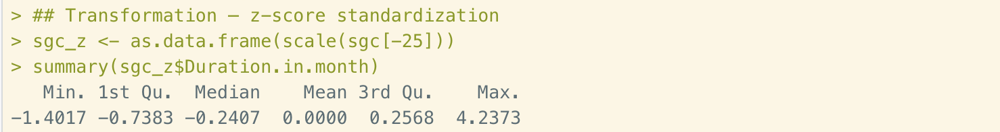 > ## Transformation – z-score standardization
> sgc_z <- as.data.frame(scale(sgc[-25]))
> summary(sgc_z$Duration.in.month)
   Min. 1st Qu.  Median    Mean 3rd Qu.    Max.
-1.4017 -0.7383 -0.2407  0.0000  0.2568  4.2373